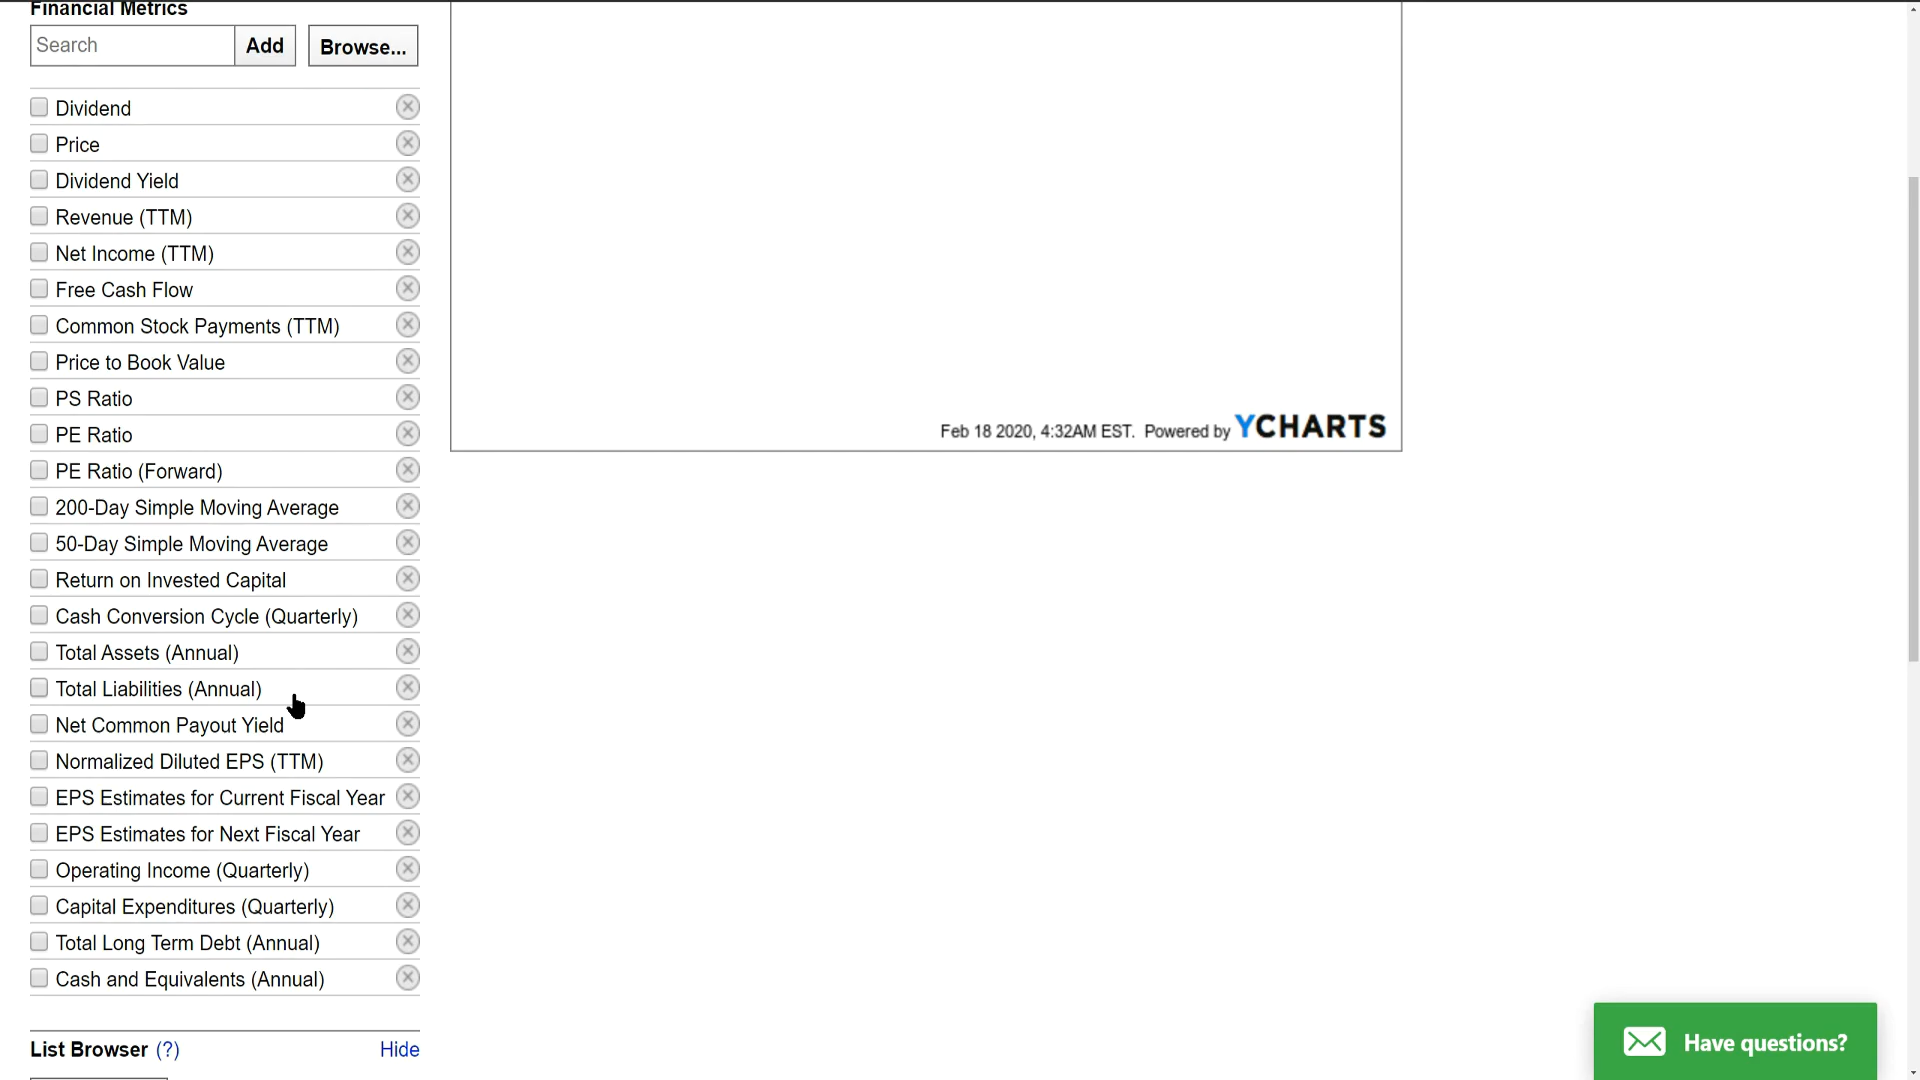 Financial Metrics
Search
Add
Browse...
Dividend
Price
Dividend Yield
Revenue (TTM)
Net Income (TTM)
Free Cash Flow
Common Stock Payments (TTM)
Price to Book Value
PS Ratio
PE Ratio
PE Ratio (Forward)
200-Day Simple Moving Average
50-Day Simple Moving Average
Return on Invested Capital
Cash Conversion Cycle (Quarterly)
Total Assets (Annual)
Total Liabilities (Annual)
Net Common Payout Yield
Normalized Diluted EPS (TTM)
EPS Estimates for Current Fiscal Year
EPS Estimates for Next Fiscal Year
Operating Income (Quarterly)
Capital Expenditures (Quarterly)
Total Long Term Debt (Annual)
Cash and Equivalents (Annual)
List Browser (?) Hide
Feb 18 2020, 4:32AM EST. Powered by YCHARTS
Have questions?